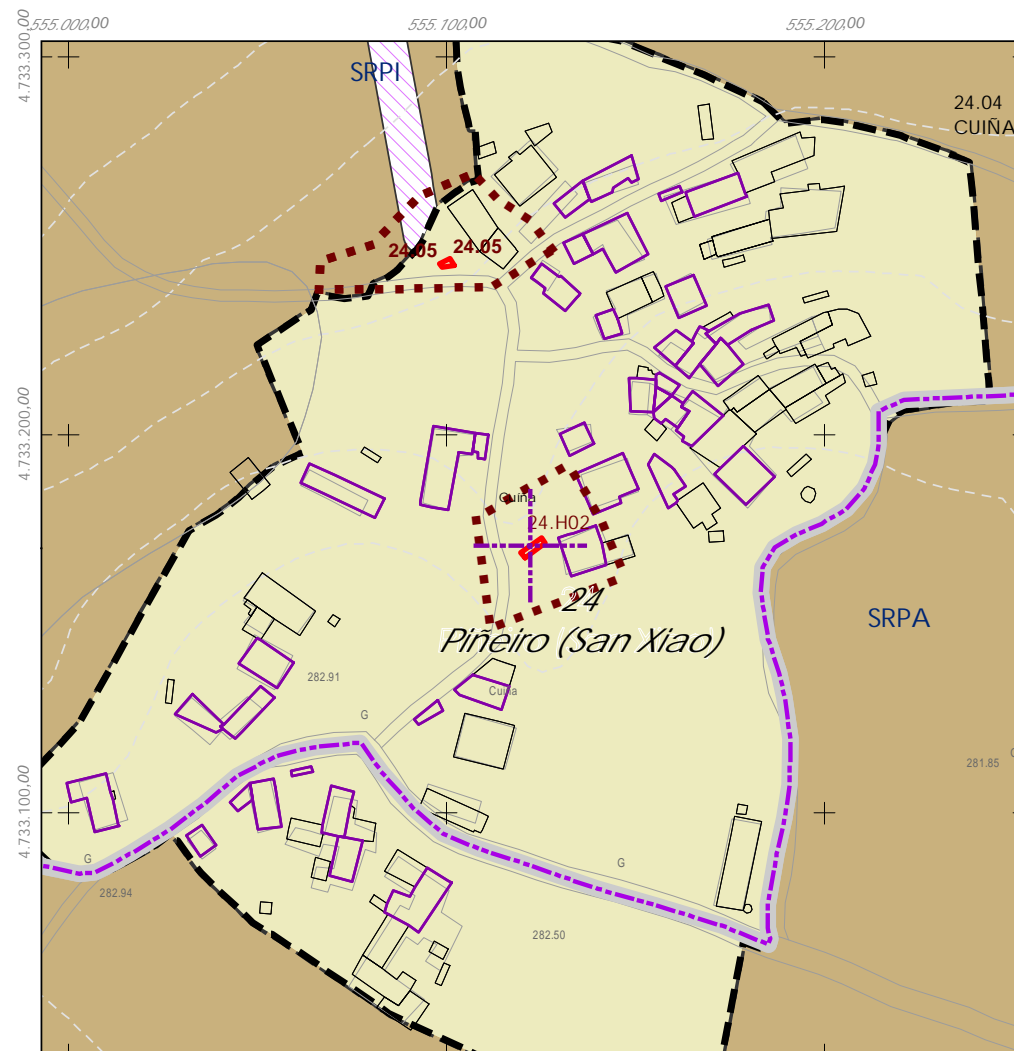 555.000,00
555.100,00
555.200,00
4.733.300,00
4.733.200,00
4.733.100,00
SRPI
24.04
CUIÑA
24.05
24.05
Cuíña
24.H02
24
Piñeiro (San Xiao)
SRPA
282.91
Cuíña
G
281.85
G
G
282.94
282.50